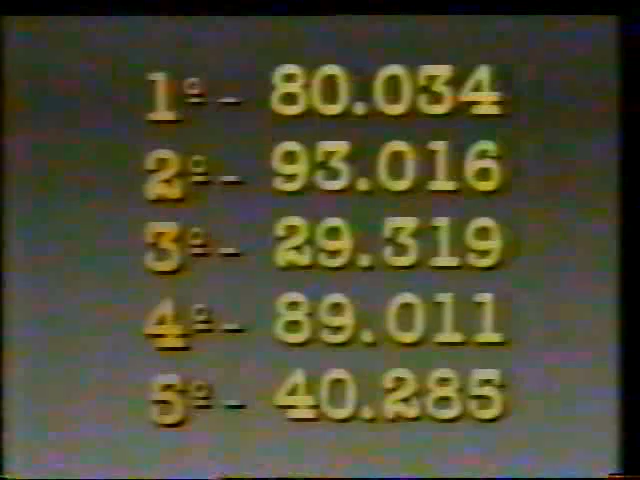 1º- 80.034
2º- 93.016
3º- 29.319
4º- 89.011
5º- 40.285